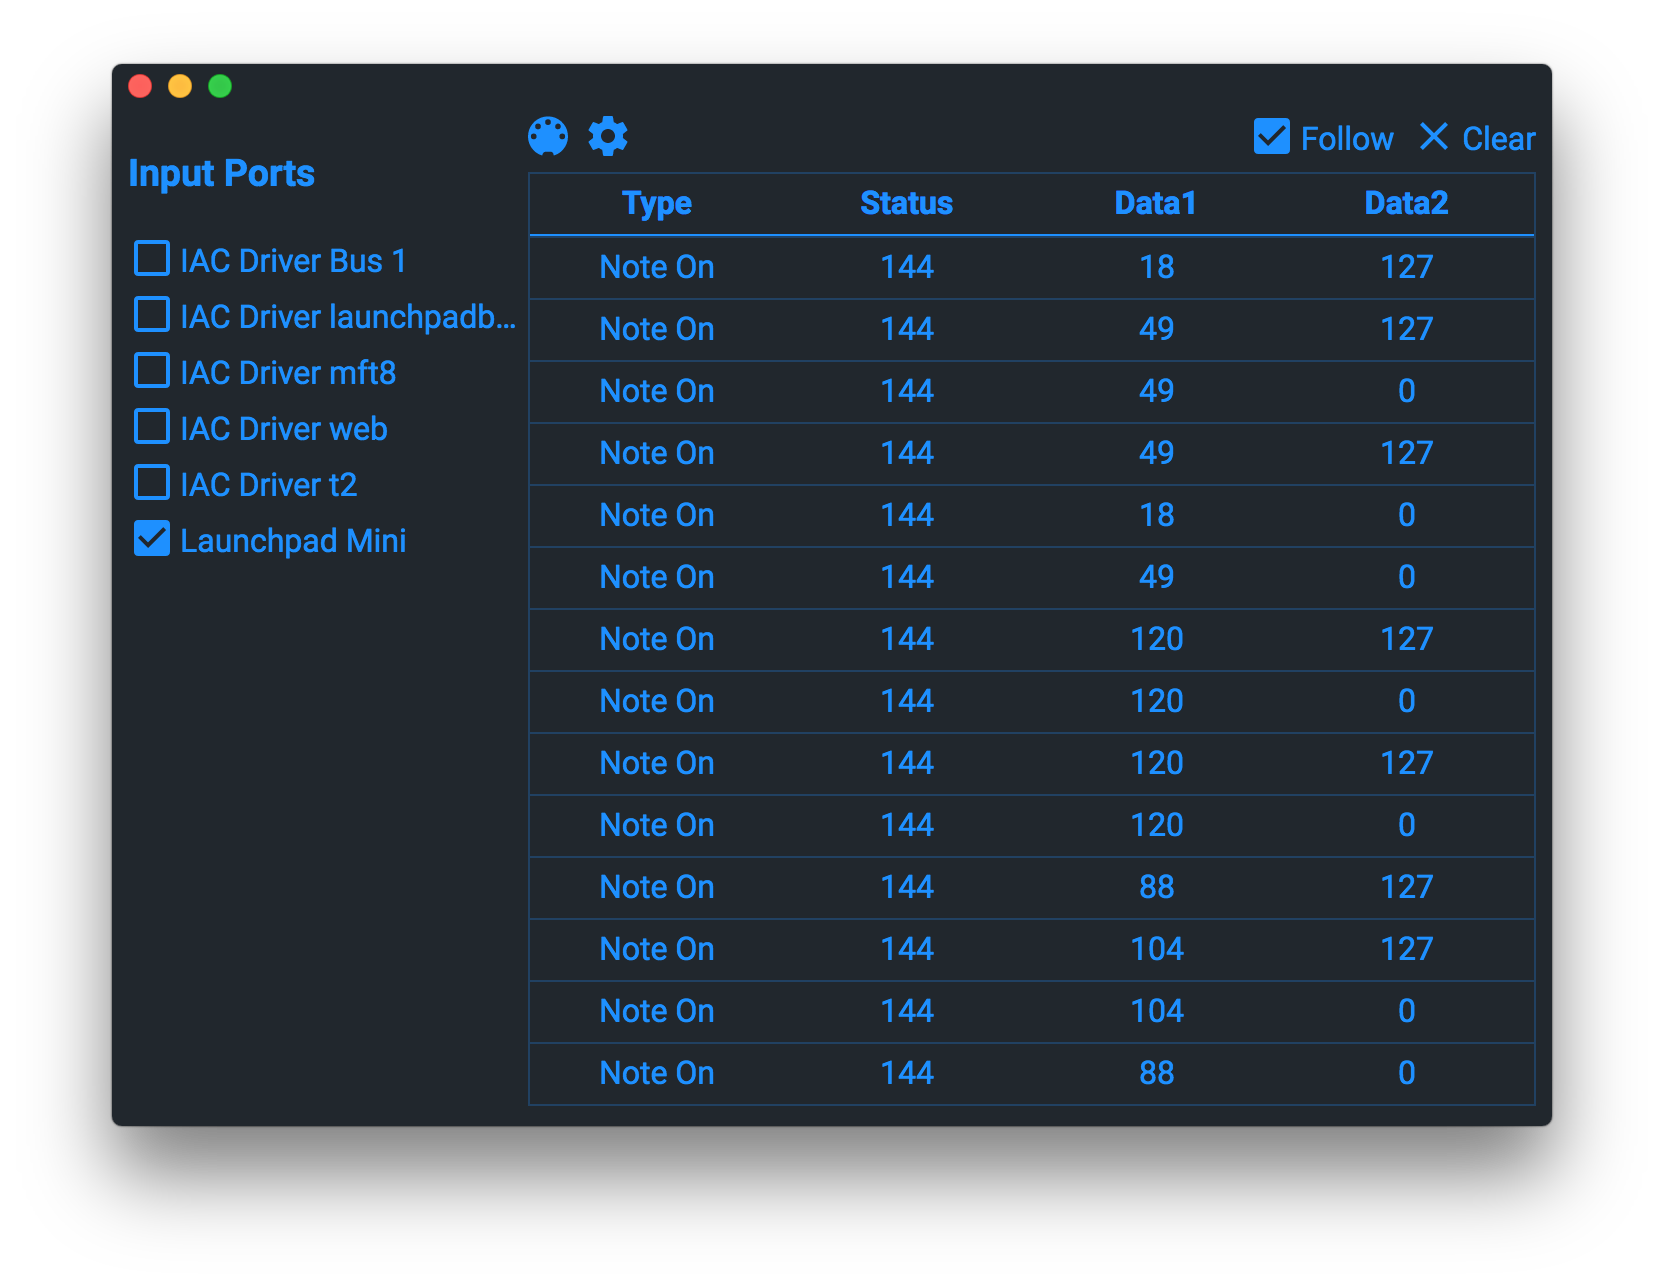 Input Ports
IAC Driver Bus 1
IAC Driver launchpadb...
IAC Driver mft8
IAC Driver web
IAC Driver t2
Launchpad Mini
Follow Clear
Type Status Data1 Data2
Note On 144 18 127
Note On 144 49 127
Note On 144 49 0
Note On 144 49 127
Note On 144 18 0
Note On 144 49 0
Note On 144 120 127
Note On 144 120 0
Note On 144 120 127
Note On 144 120 0
Note On 144 88 127
Note On 144 104 127
Note On 144 104 0
Note On 144 88 0